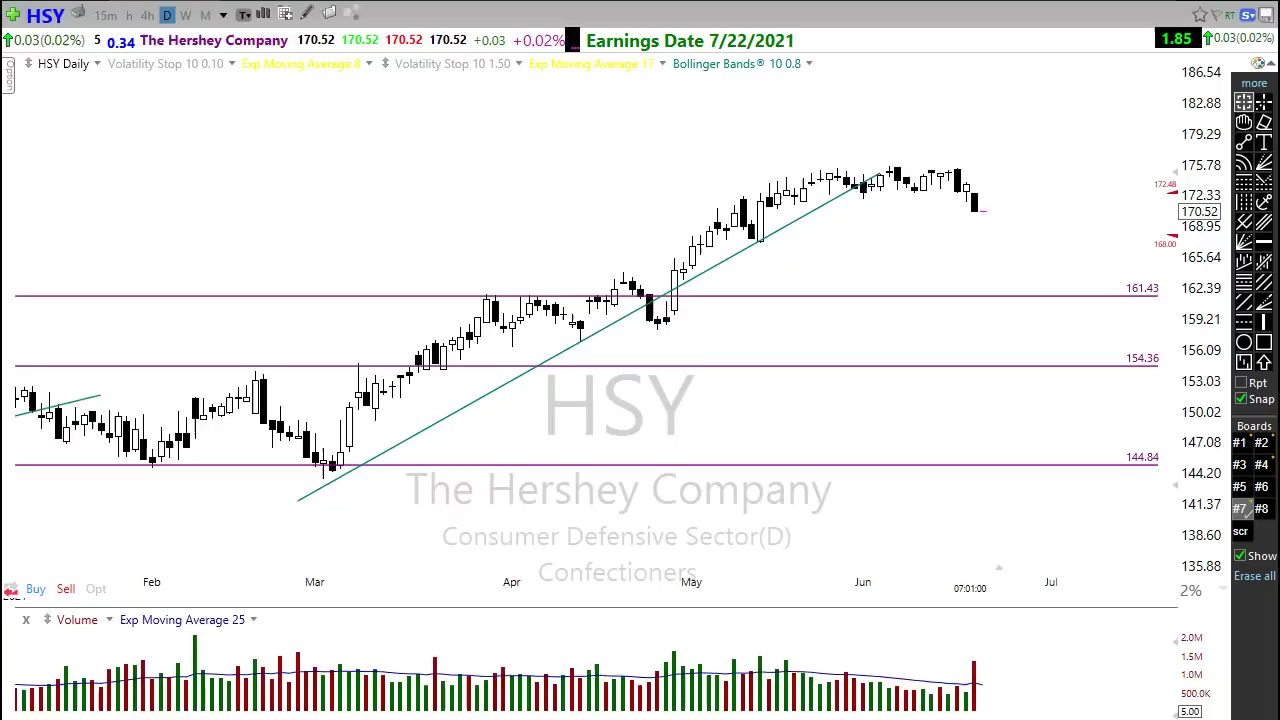 HSY 15m h 4h D W M T RT S
0.03(0.02%) 5 0.34 The Hershey Company 170.52 170.52 170.52 170.52 +0.03 +0.02% Earnings Date 7/22/2021 1.85 0.03(0.02%)
Option HSY Daily Volatility Stop 10 0.10 Exp Moving Average 8 Volatility Stop 10 1.50 Exp Moving Average 17 Bollinger Bands® 10 0.8
186.54
more
182.88
179.29
175.78
172.48
172.33
170.52
168.95
168.00
165.64
161.43
162.39
159.21
154.36
156.09
153.03
Rpt
Snap
150.02
Boards
#1 #2
147.08
144.84
#3 #4
144.20
#5 #6
141.37
#7 #8
138.60
scr
135.88
Show
Erase all
HSY
The Hershey Company
Consumer Defensive Sector(D)
Confectioners
Feb Mar Apr May Jun Jul
Buy Sell Opt 07:01:00 2%
x Volume Exp Moving Average 25
2.0M
1.5M
1.0M
500.0K
5.00